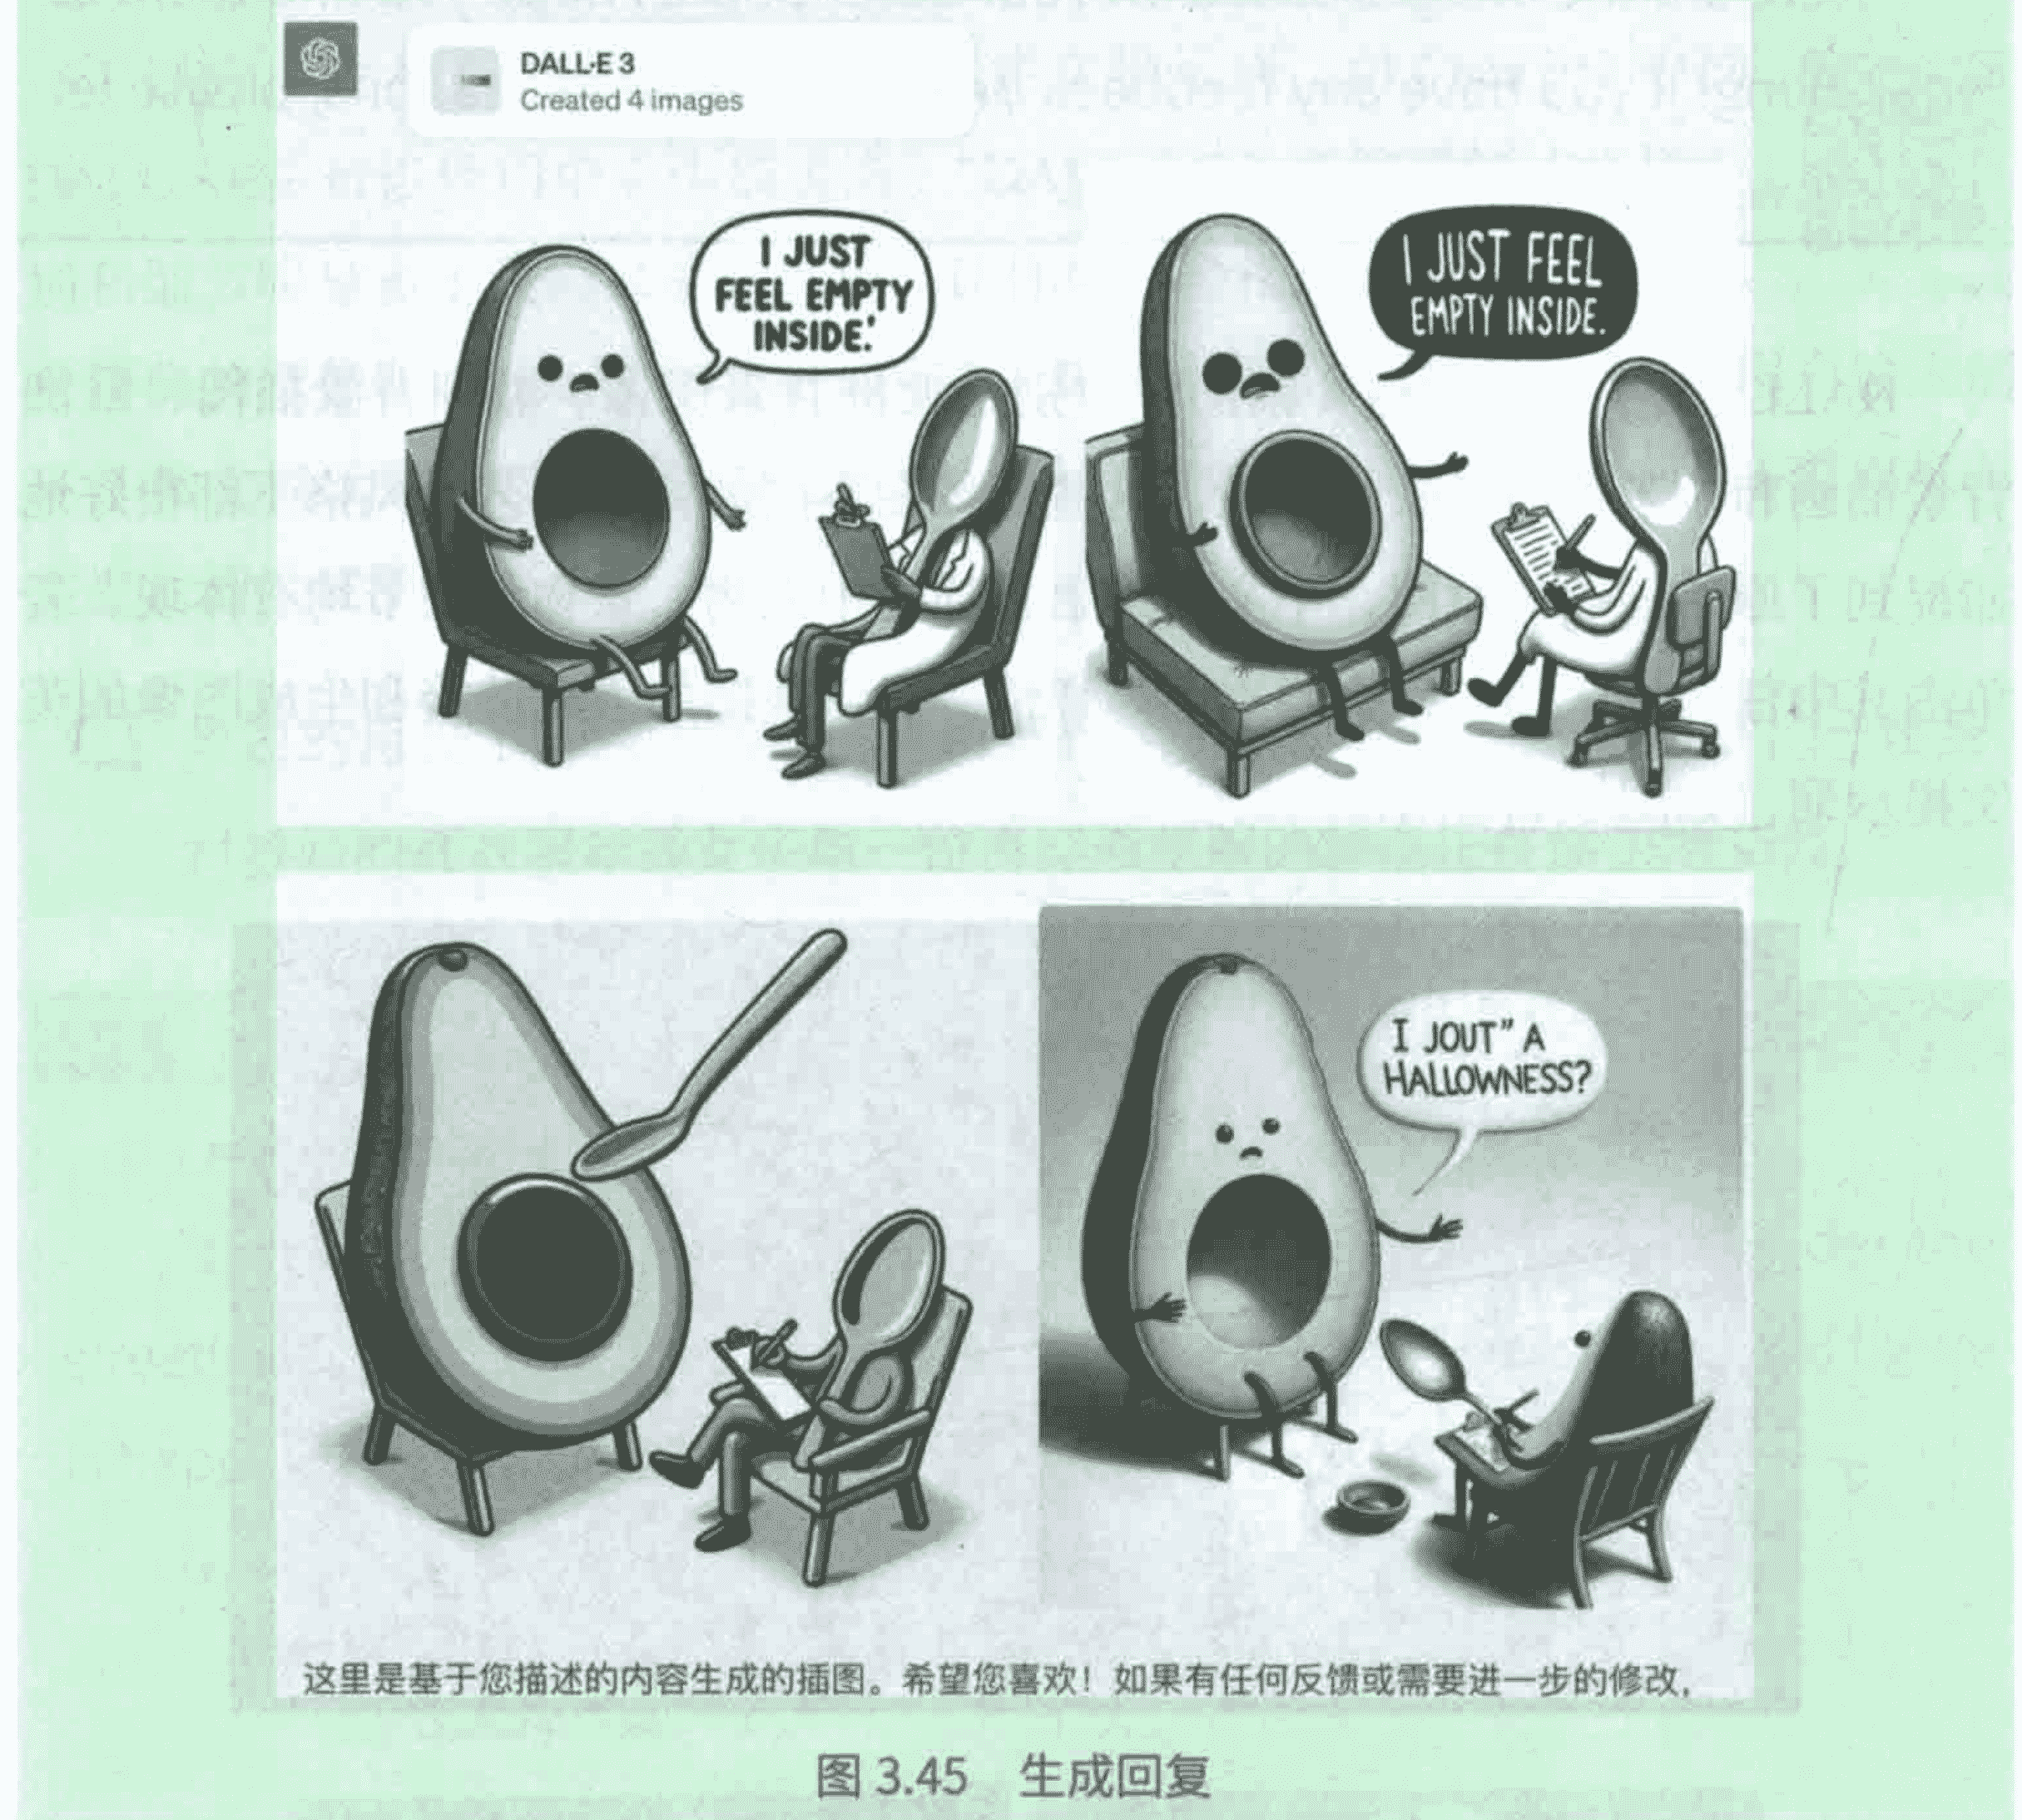 DALL·E 3
Created 4 images
I JUST
FEEL EMPTY
INSIDE.'
I JUST FEEL
EMPTY INSIDE.
I JOUT" A
HALLOWNESS?
这里是基于您描述的内容生成的插图。希望您喜欢！如果有任何反馈或需要进一步的修改，
图 3.45 生成回复